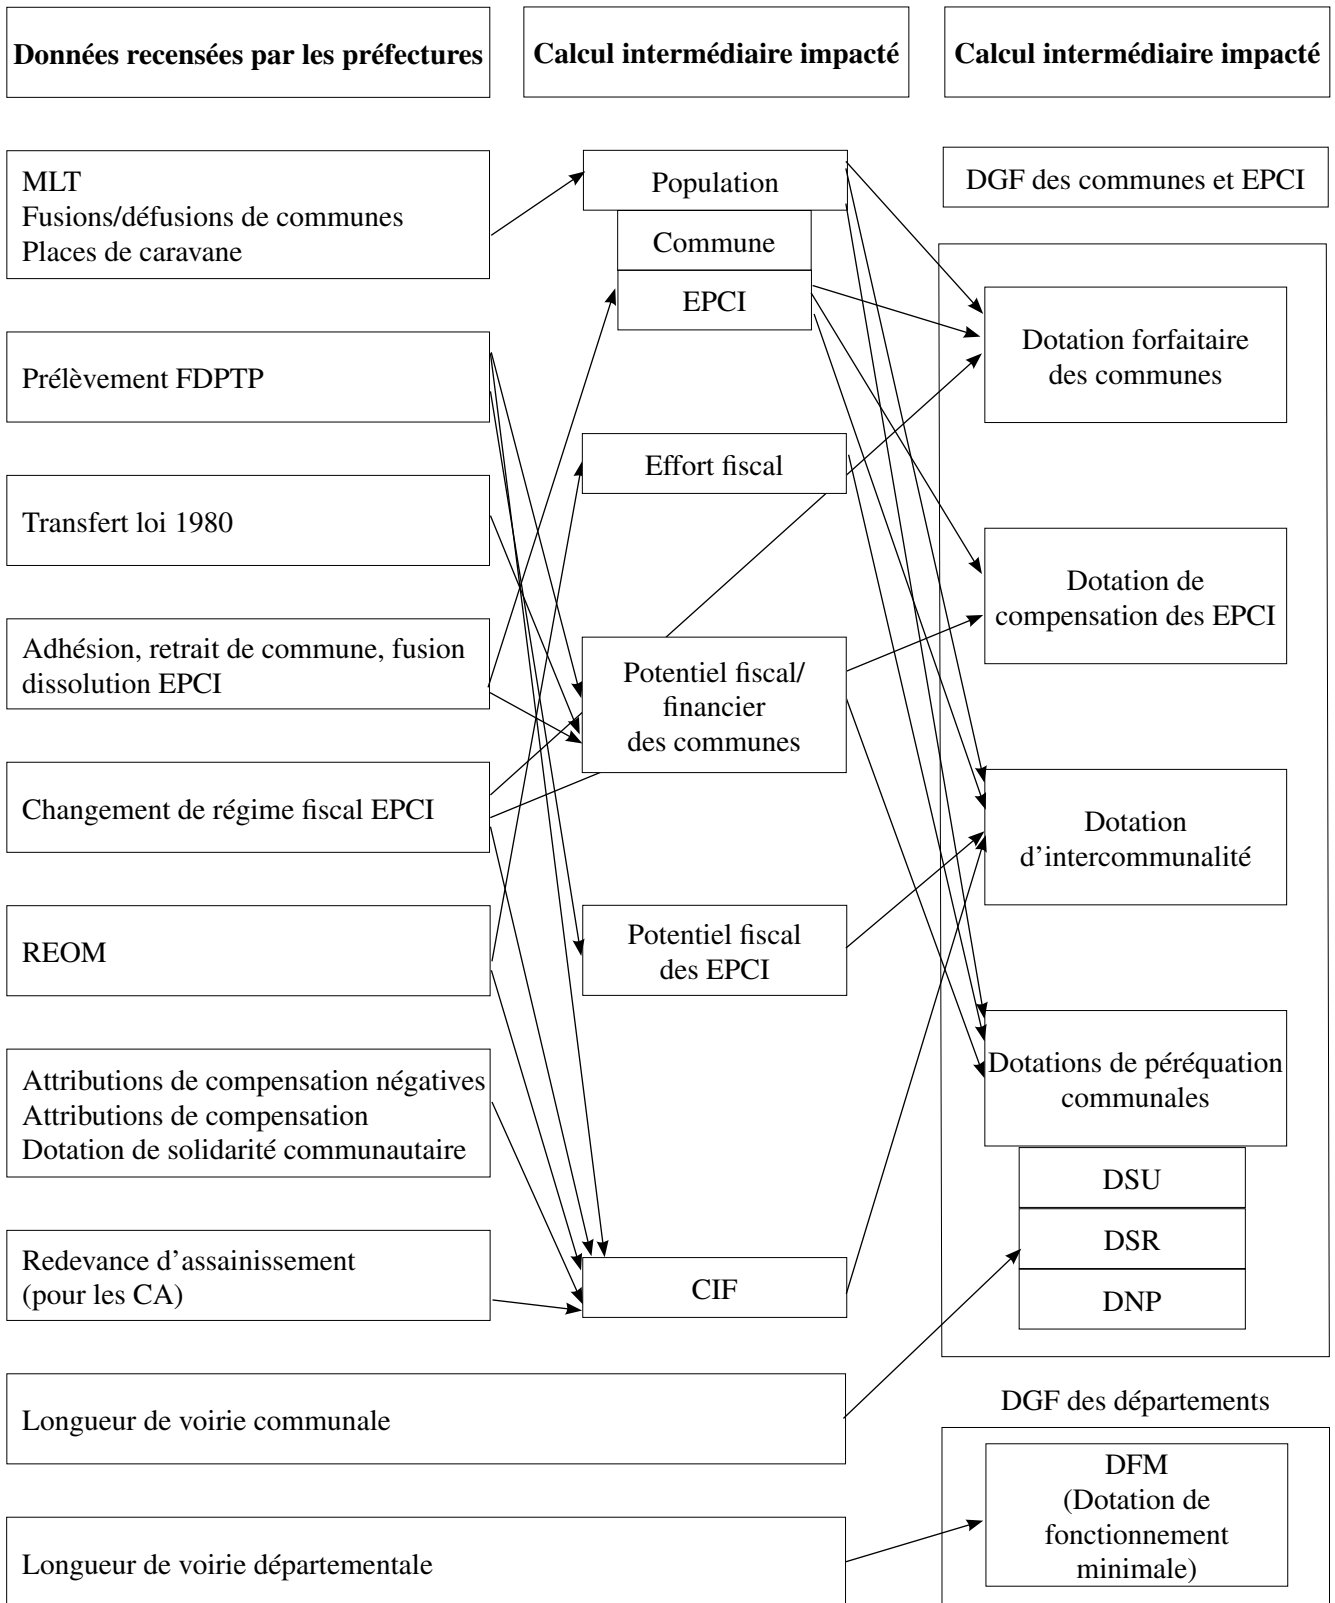 Données recensées par les préfectures
Calcul intermédiaire impacté
Calcul intermédiaire impacté
MLT
Fusions/défusions de communes
Places de caravane
Prélèvement FDPTP
Transfert loi 1980
Adhésion, retrait de commune, fusion
dissolution EPCI
Changement de régime fiscal EPCI
REOM
Attributions de compensation négatives
Attributions de compensation
Dotation de solidarité communautaire
Redevance d'assainissement
(pour les CA)
Longueur de voirie communale
Longueur de voirie départementale
Population
Commune
EPCI
Effort fiscal
Potentiel fiscal/
financier
des communes
Potentiel fiscal
des EPCI
CIF
DGF des communes et EPCI
Dotation forfaitaire
des communes
Dotation de
compensation des EPCI
Dotation
d'intercommunalité
Dotations de péréquation
communales
DSU
DSR
DNP
DGF des départements
DFM
(Dotation de
fonctionnement
minimale)